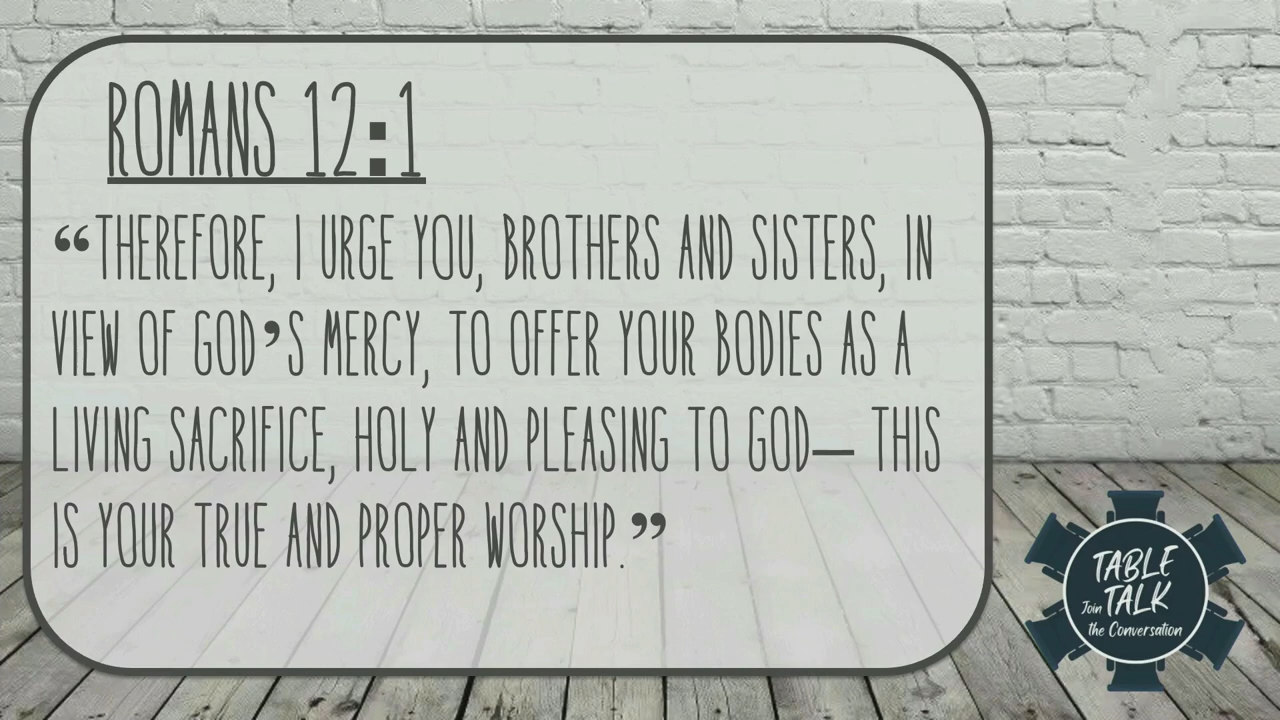 ROMANS 12:1
“THEREFORE, I URGE YOU, BROTHERS AND SISTERS, IN
VIEW OF GOD’S MERCY, TO OFFER YOUR BODIES AS A
LIVING SACRIFICE, HOLY AND PLEASING TO GOD— THIS
IS YOUR TRUE AND PROPER WORSHIP.”
TABLE
Join TALK
the Conversation